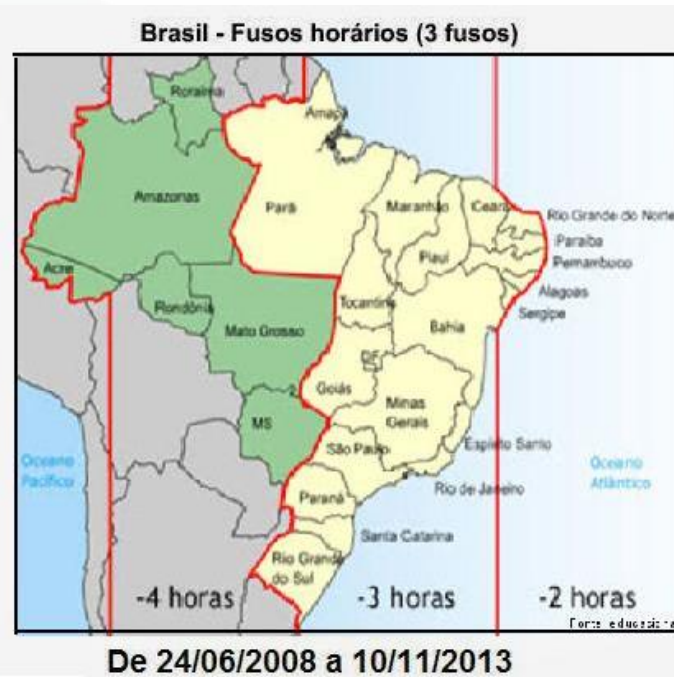 Brasil - Fusos horários (3 fusos)
Roraima
Amapá
Amazonas
Pará
Maranhão
Ceará
Rio Grande do Norte
Paraíba
Piauí
Pernambuco
Acre
Alagoas
Tocantins
Sergipe
Rondônia
Mato Grosso
Bahia
DF
Goiás
Minas
Gerais
MS
São Paulo
Espírito Santo
Oceano
Pacífico
Oceano
Atlântico
Rio de Janeiro
Paraná
Santa Catarina
Rio Grande
do Sul
-4 horas
-3 horas
-2 horas
De 24/06/2008 a 10/11/2013